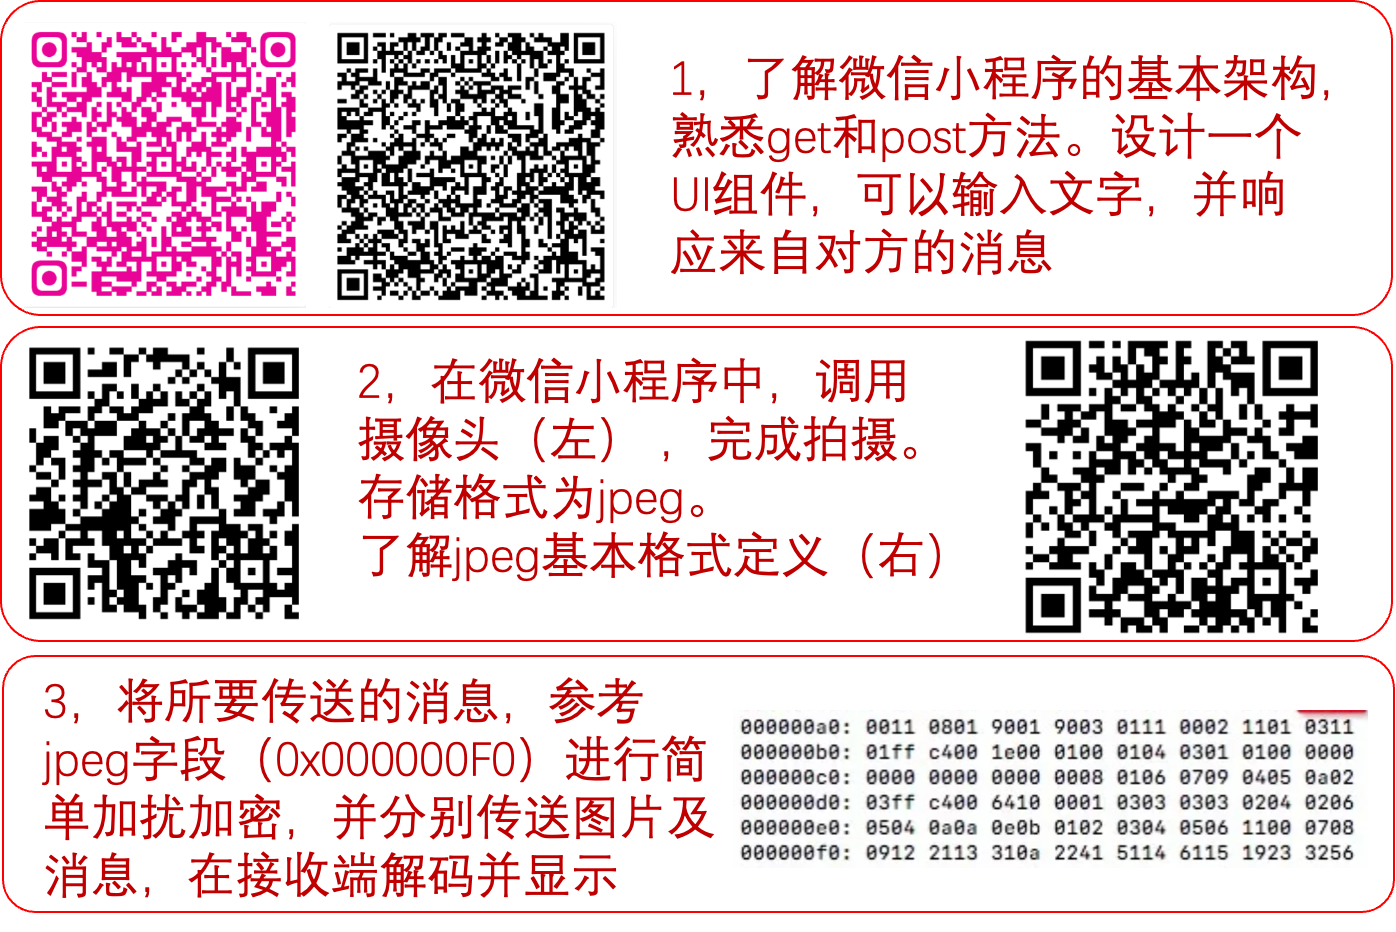 1，了解微信小程序的基本架构，
熟悉get和post方法。设计一个
UI组件，可以输入文字，并响
应来自对方的消息
2，在微信小程序中，调用
摄像头（左），完成拍摄。
存储格式为jpeg。
了解jpeg基本格式定义（右）
3，将所要传送的消息，参考
jpeg字段（0x000000F0）进行简
单加扰加密，并分别传送图片及
消息，在接收端解码并显示
000000a0: 0011 0801 9001 9003 0111 0002 1101 0311
000000b0: 01ff c400 1e00 0100 0104 0301 0100 0000
000000c0: 0000 0000 0000 0008 0106 0709 0405 0a02
000000d0: 03ff c400 6410 0001 0303 0303 0204 0206
000000e0: 0504 0a0a 0e0b 0102 0304 0506 1100 0708
000000f0: 0912 2113 310a 2241 5114 6115 1923 3256